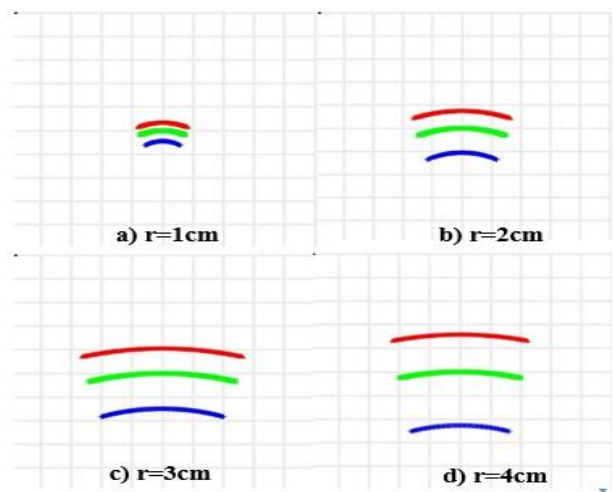 a) r=1cm
b) r=2cm
c) r=3cm
d) r=4cm